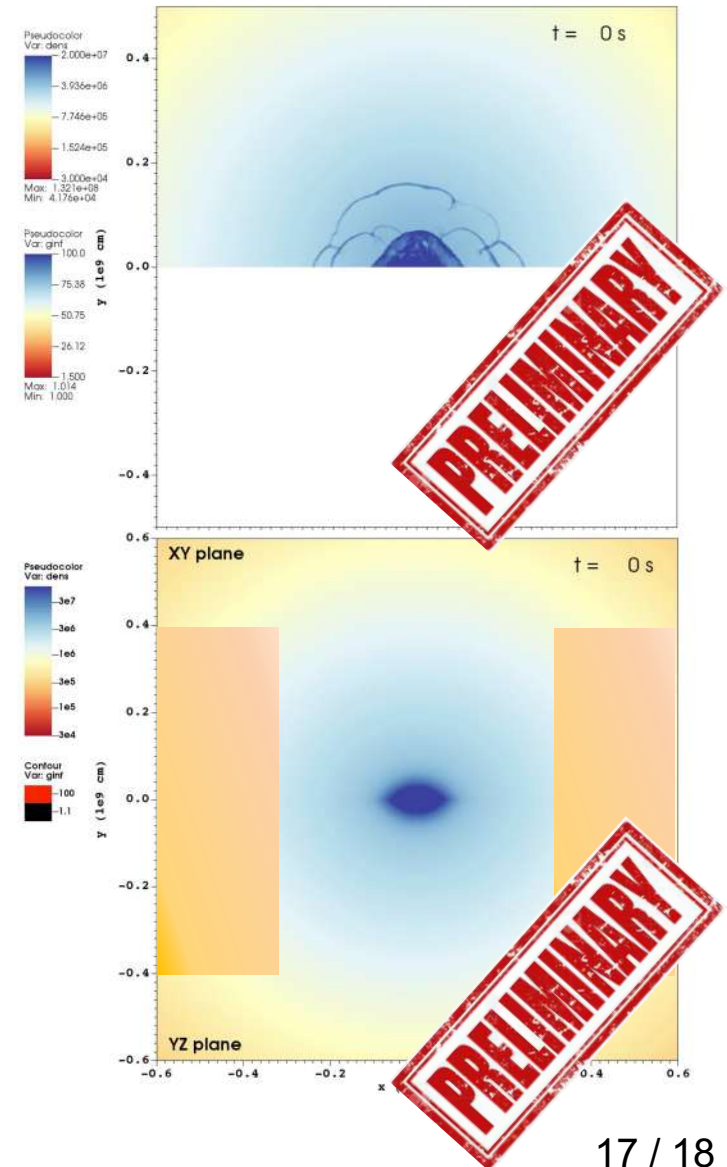 Pseudocolor
Var: dens
2.000e+07
3.936e+06
7.746e+05
1.524e+05
3.000e+04
Max: 1.321e+08
Min: 4.176e+04
Pseudocolor
Var: ginf
100.0
75.38
50.75
26.12
1.500
Max: 1.014
Min: 1.000
y (1e9 cm)
0.4
0.2
0.0
-0.2
-0.4
t = 0 s
PRELIMINARY
Pseudocolor
Var: dens
3e7
3e6
1e6
3e5
1e5
3e4
Contour
Var: ginf
100
1.1
y (1e9 cm)
0.6
0.4
0.2
0.0
-0.2
-0.4
-0.6
XY plane
t = 0 s
YZ plane
PRELIMINARY
-0.6
-0.4
-0.2
x
0.4
0.6
17 / 18